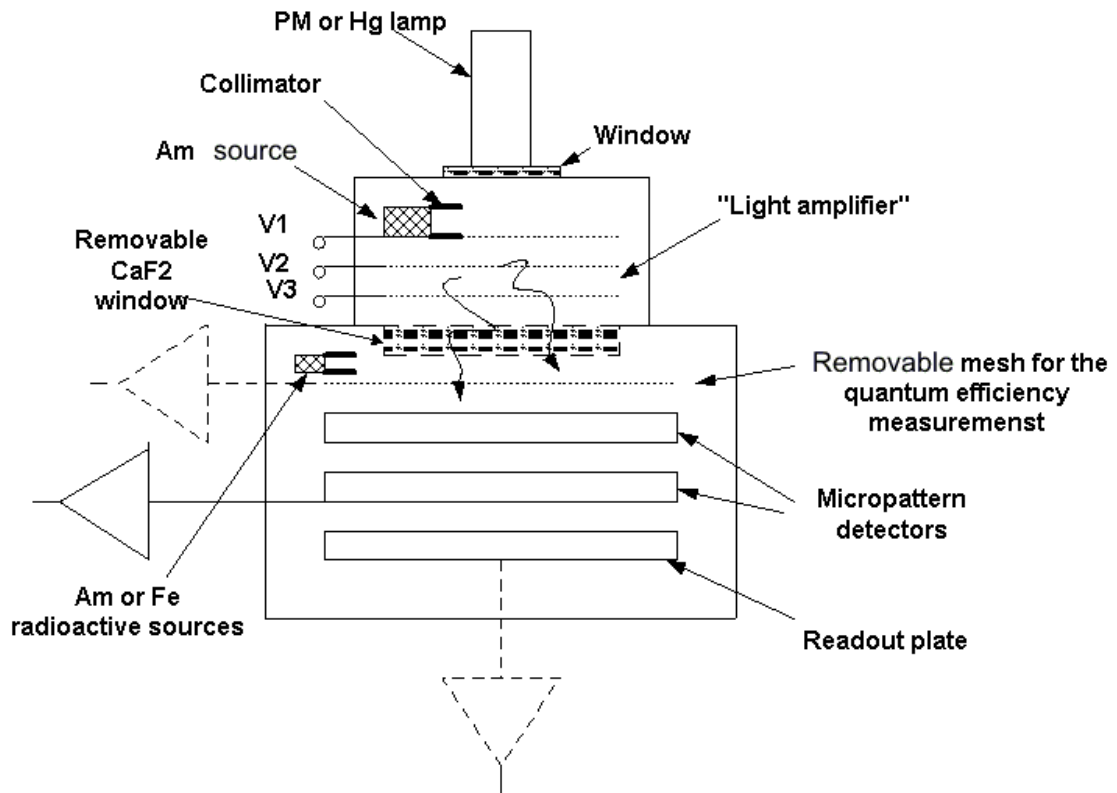 PM or Hg lamp
Collimator
Window
Am source
"Light amplifier"
V1
Removable
CaF2
window
V2
V3
Removable mesh for the
quantum efficiency
measuremenst
Micropattern
detectors
Am or Fe
radioactive sources
Readout plate